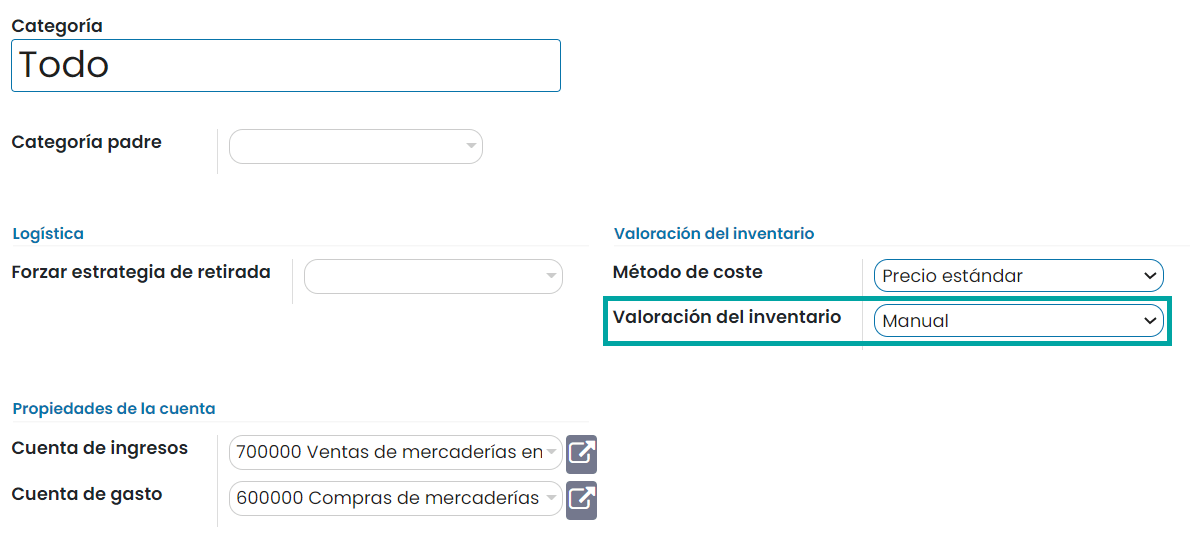 Categoría
Todo
Categoría padre
Logística
Forzar estrategia de retirada
Valoración del inventario
Método de coste Precio estándar
Valoración del inventario Manual
Propiedades de la cuenta
Cuenta de ingresos 700000 Ventas de mercaderías en
Cuenta de gasto 600000 Compras de mercaderías